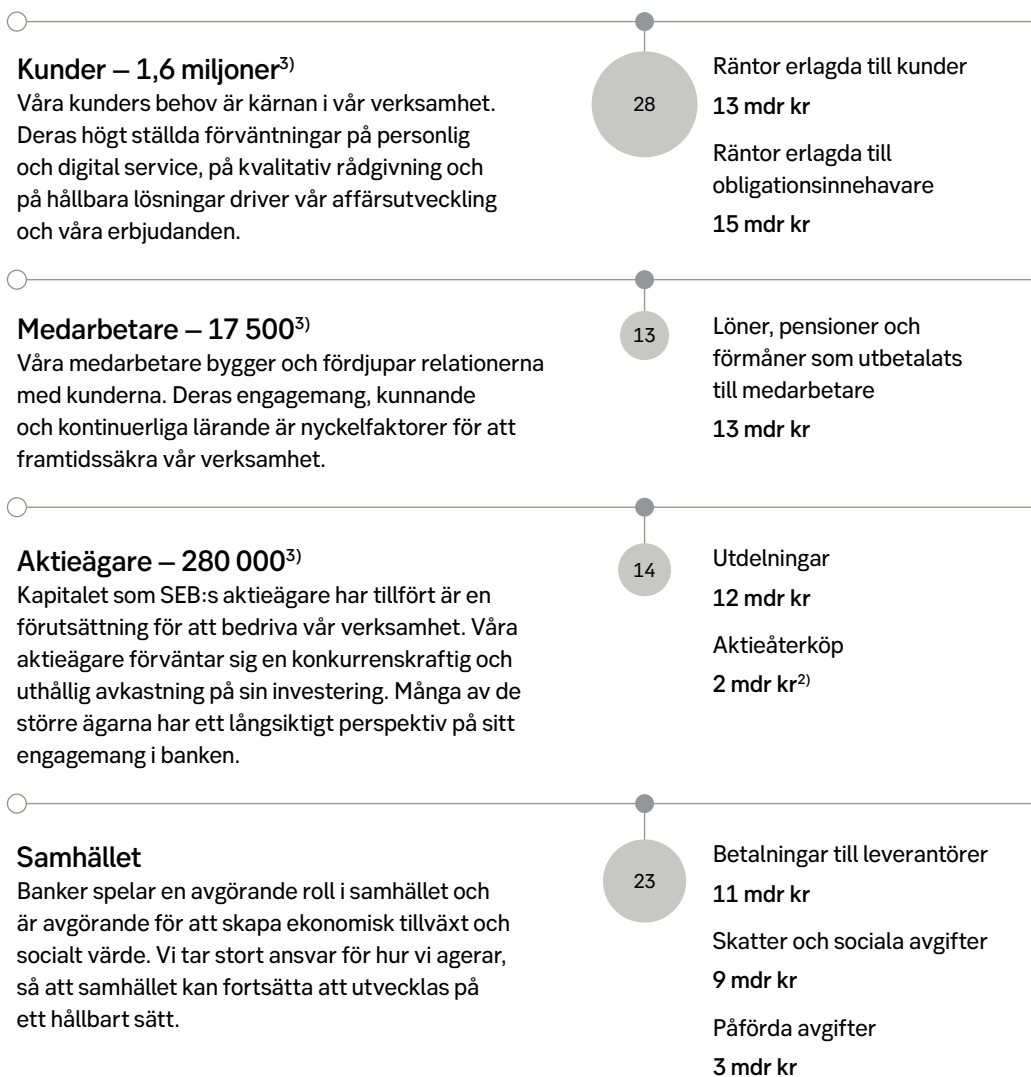 Kunder – 1,6 miljoner3)
Våra kunders behov är kärnan i vår verksamhet.
Deras högt ställda förväntningar på personlig
och digital service, på kvalitativ rådgivning och
på hållbara lösningar driver vår affärsutveckling
och våra erbjudanden.
28
Räntor erlagda till kunder
13 mdr kr
Räntor erlagda till
obligationsinnehavare
15 mdr kr
Medarbetare – 17 5003)
Våra medarbetare bygger och fördjupar relationerna
med kunderna. Deras engagemang, kunnande
och kontinuerliga lärande är nyckelfaktorer för att
framtidssäkra vår verksamhet.
13
Löner, pensioner och
förmåner som utbetalats
till medarbetare
13 mdr kr
Aktieägare – 280 0003)
Kapitalet som SEB:s aktieägare har tillfört är en
förutsättning för att bedriva vår verksamhet. Våra
aktieägare förväntar sig en konkurrenskraftig och
uthållig avkastning på sin investering. Många av de
större ägarna har ett långsiktigt perspektiv på sitt
engagemang i banken.
14
Utdelningar
12 mdr kr
Aktieåterköp
2 mdr kr2)
Samhället
Banker spelar en avgörande roll i samhället och
är avgörande för att skapa ekonomisk tillväxt och
socialt värde. Vi tar stort ansvar för hur vi agerar,
så att samhället kan fortsätta att utvecklas på
ett hållbart sätt.
23
Betalningar till leverantörer
11 mdr kr
Skatter och sociala avgifter
9 mdr kr
Påförda avgifter
3 mdr kr